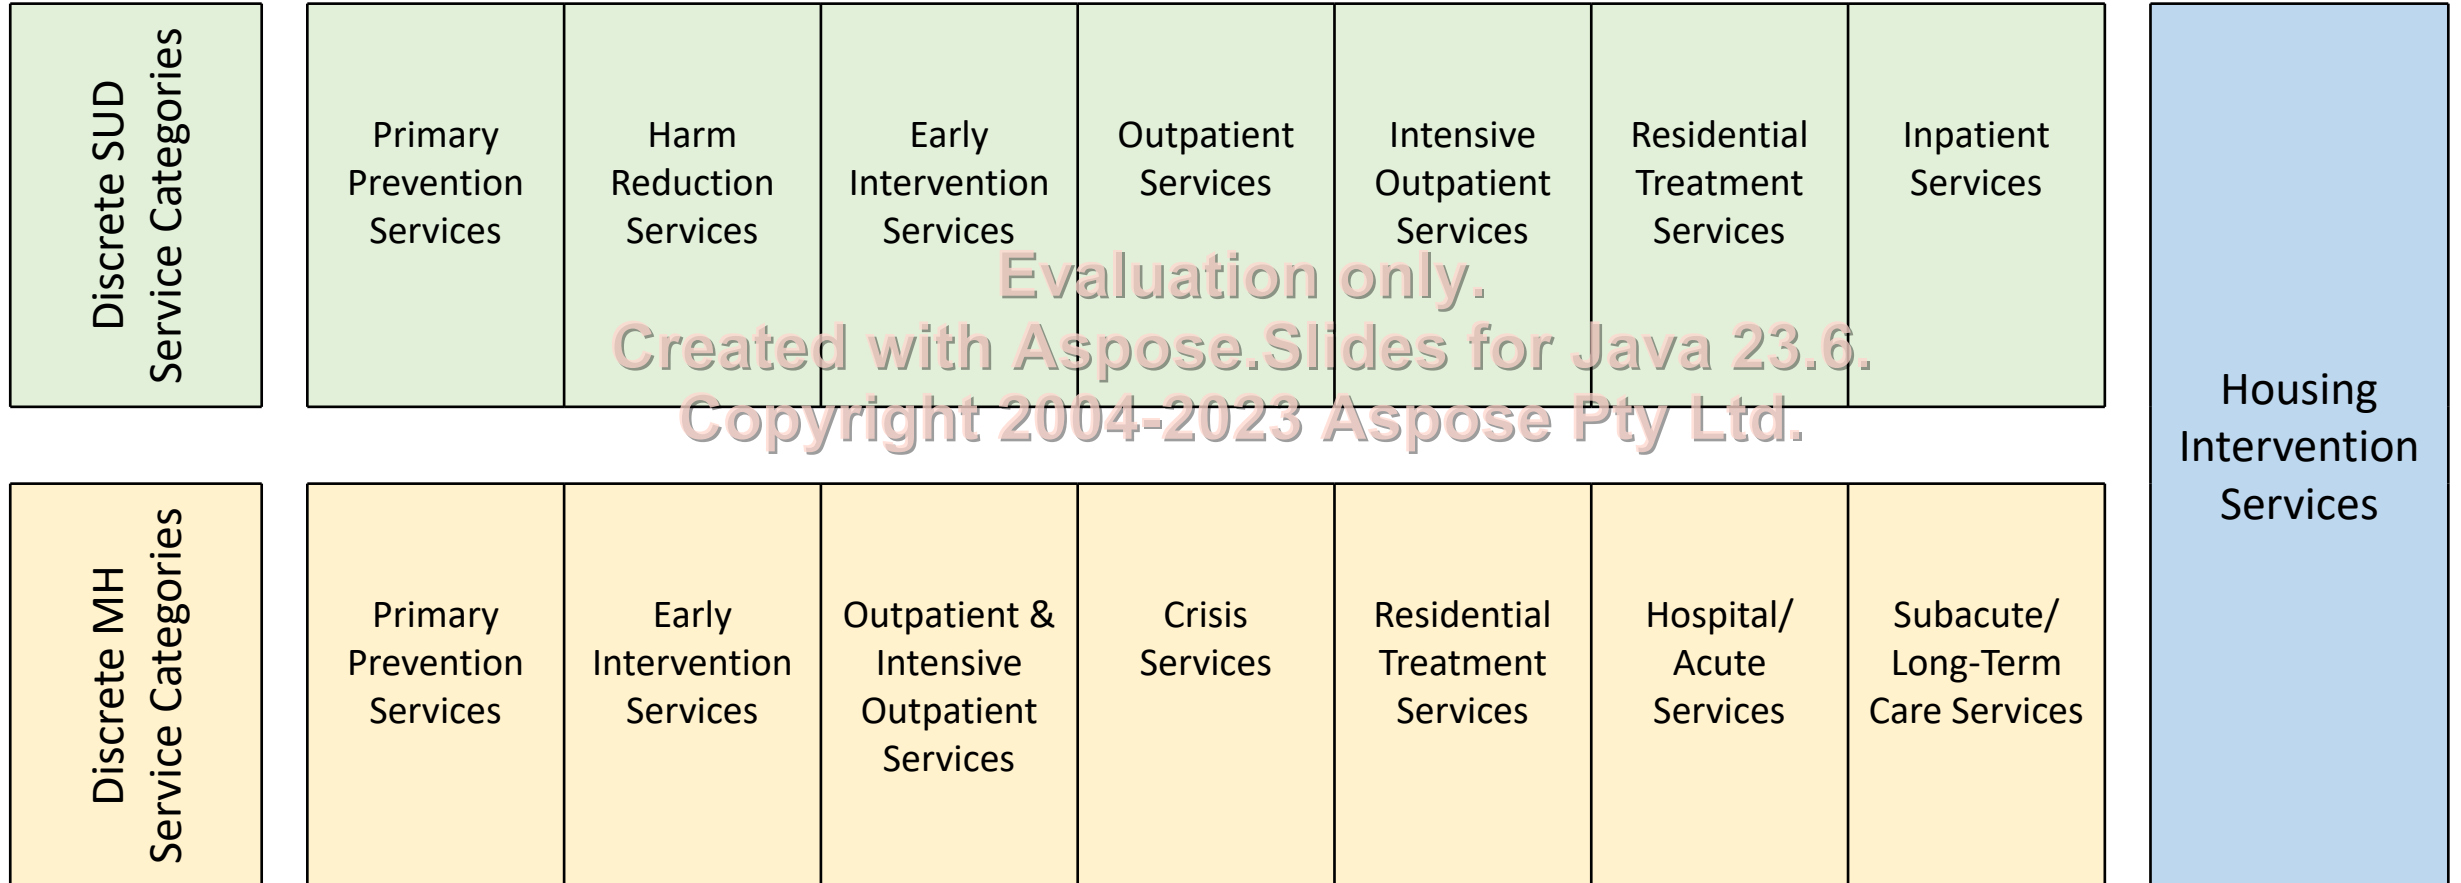 Discrete SUD
Service Categories
Primary
Prevention
Services
Harm
Reduction
Services
Early
Intervention
Services
Outpatient
Services
Intensive
Outpatient
Services
Residential
Treatment
Services
Inpatient
Services
Evaluation only.
Created with Aspose.Slides for Java 23.6.
Copyright 2004-2023 Aspose Pty Ltd.
Housing
Intervention
Services
Discrete MH
Service Categories
Primary
Prevention
Services
Early
Intervention
Services
Outpatient &
Intensive
Outpatient
Services
Crisis
Services
Residential
Treatment
Services
Hospital/
Acute
Services
Subacute/
Long-Term
Care Services